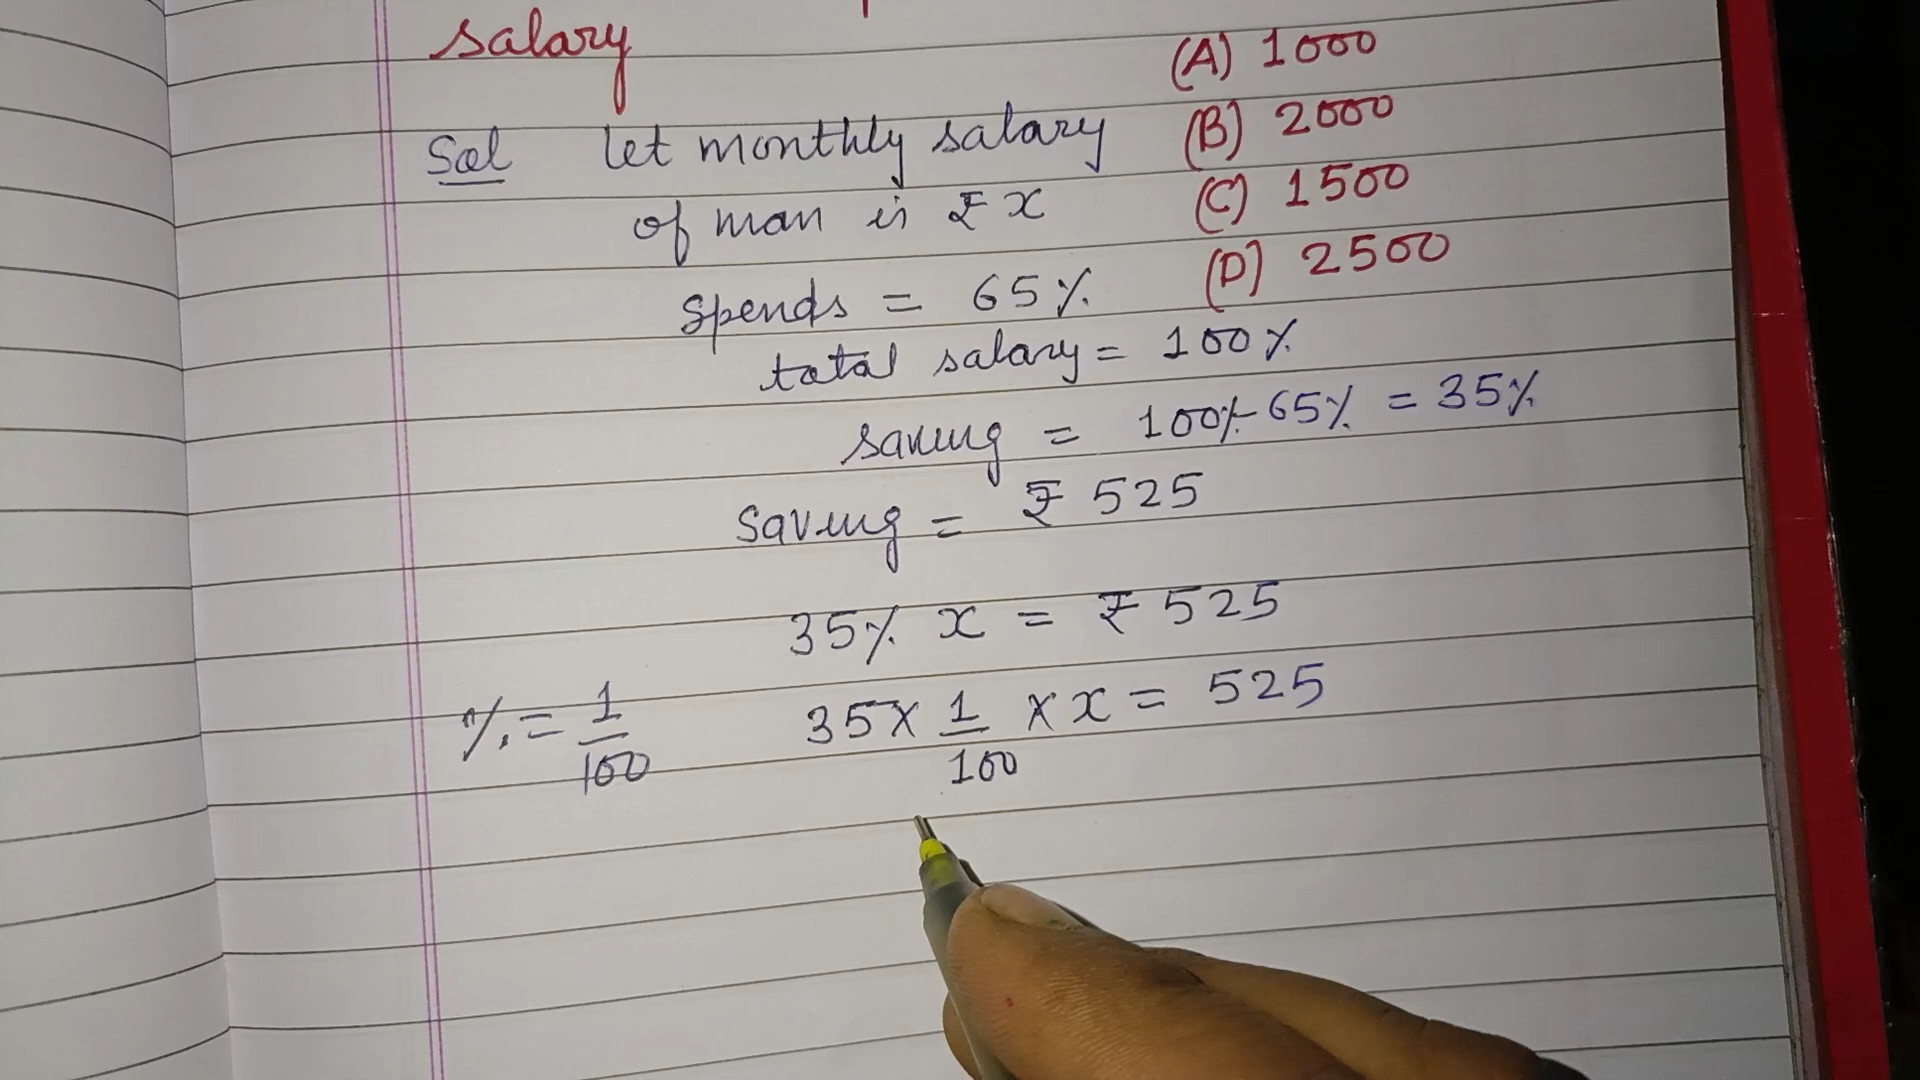 salary
(A) 1000
Sol let monthly salary
(B) 2000
of man is ₹ x
(C) 1500
spends = 65%
(D) 2500
total salary = 100%
saving = 100%-65% = 35%
saving = ₹ 525
35% x = ₹ 525
% = 1/100
35 × 1/100 × x = 525